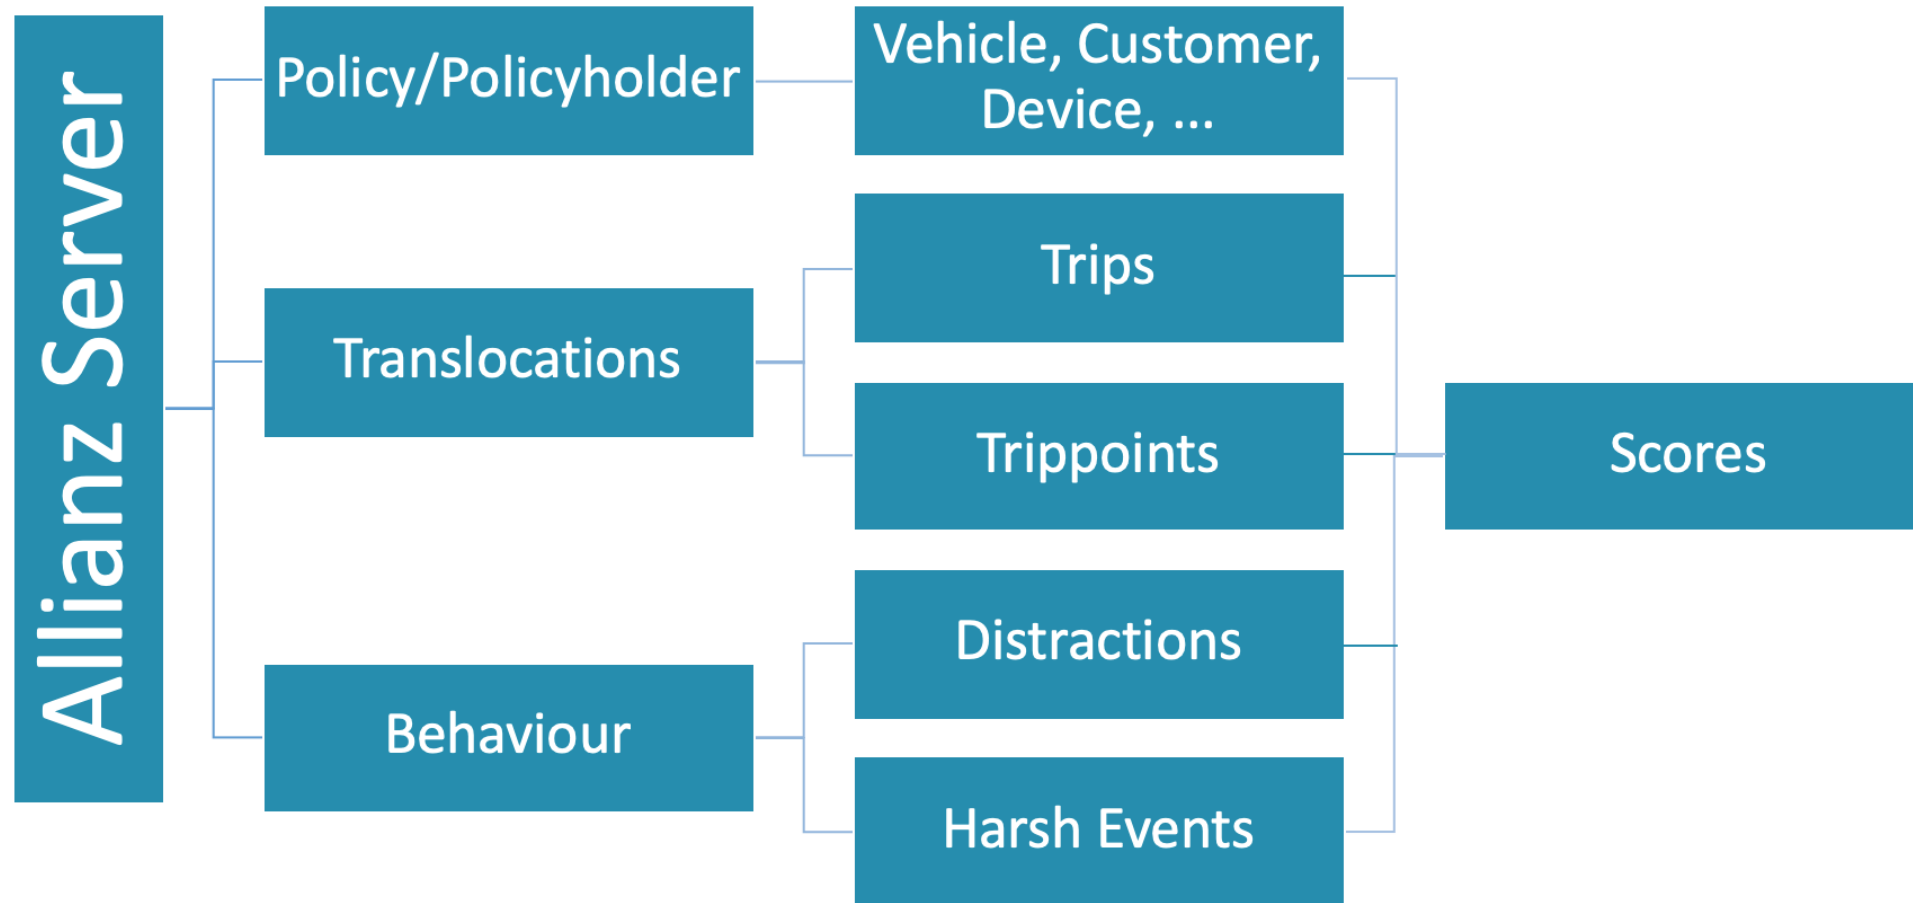 Allianz Server
Policy/Policyholder
Translocations
Behaviour
Vehicle, Customer,
Device, ...
Trips
Trippoints
Distractions
Harsh Events
Scores